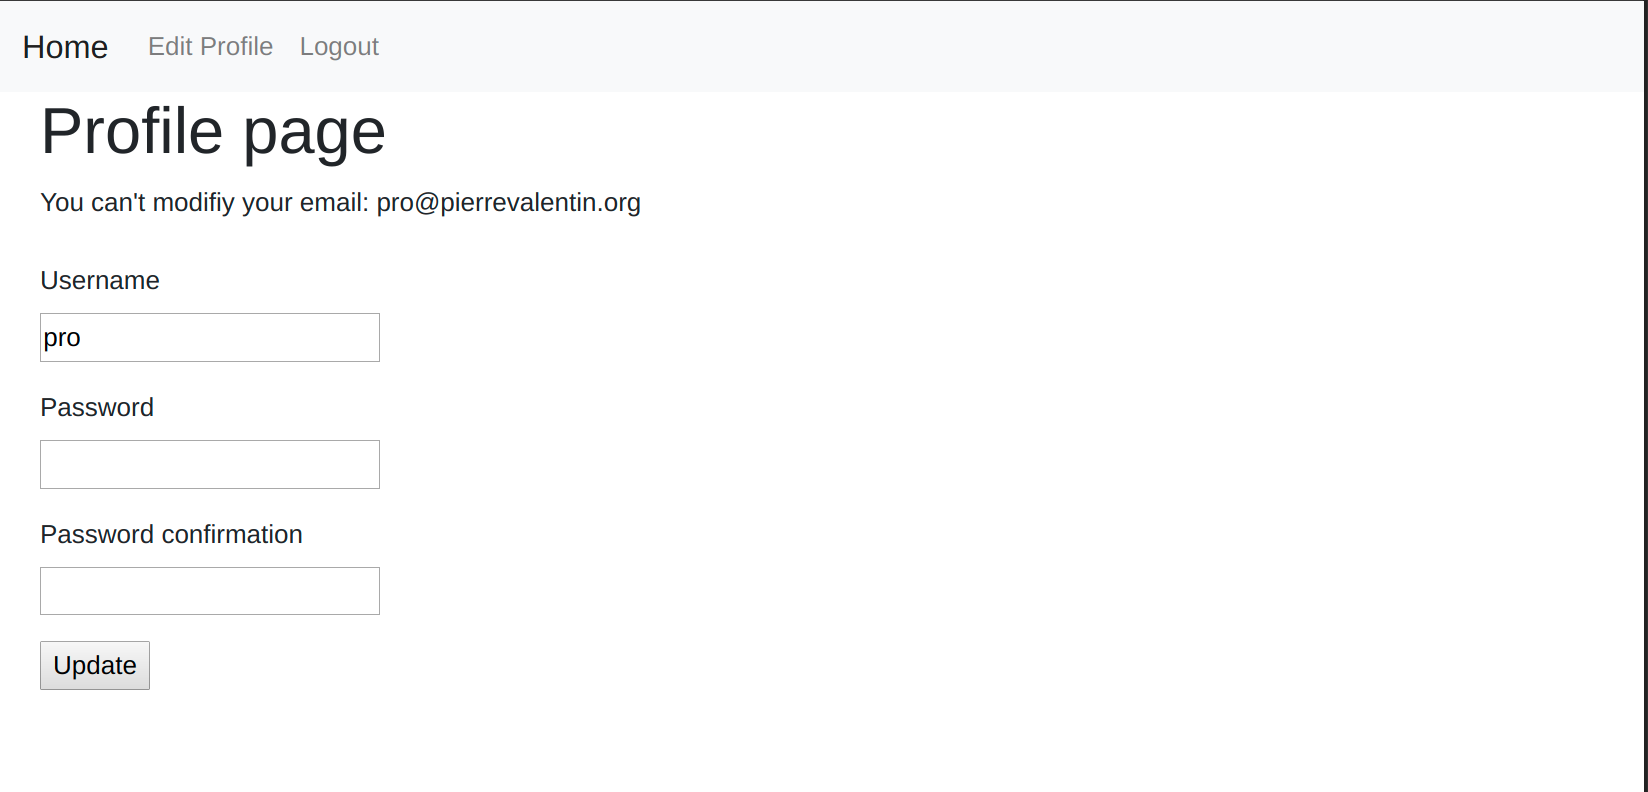 Home Edit Profile Logout
Profile page
You can't modifiy your email: pro@pierrevalentin.org
Username
pro
Password
Password confirmation
Update